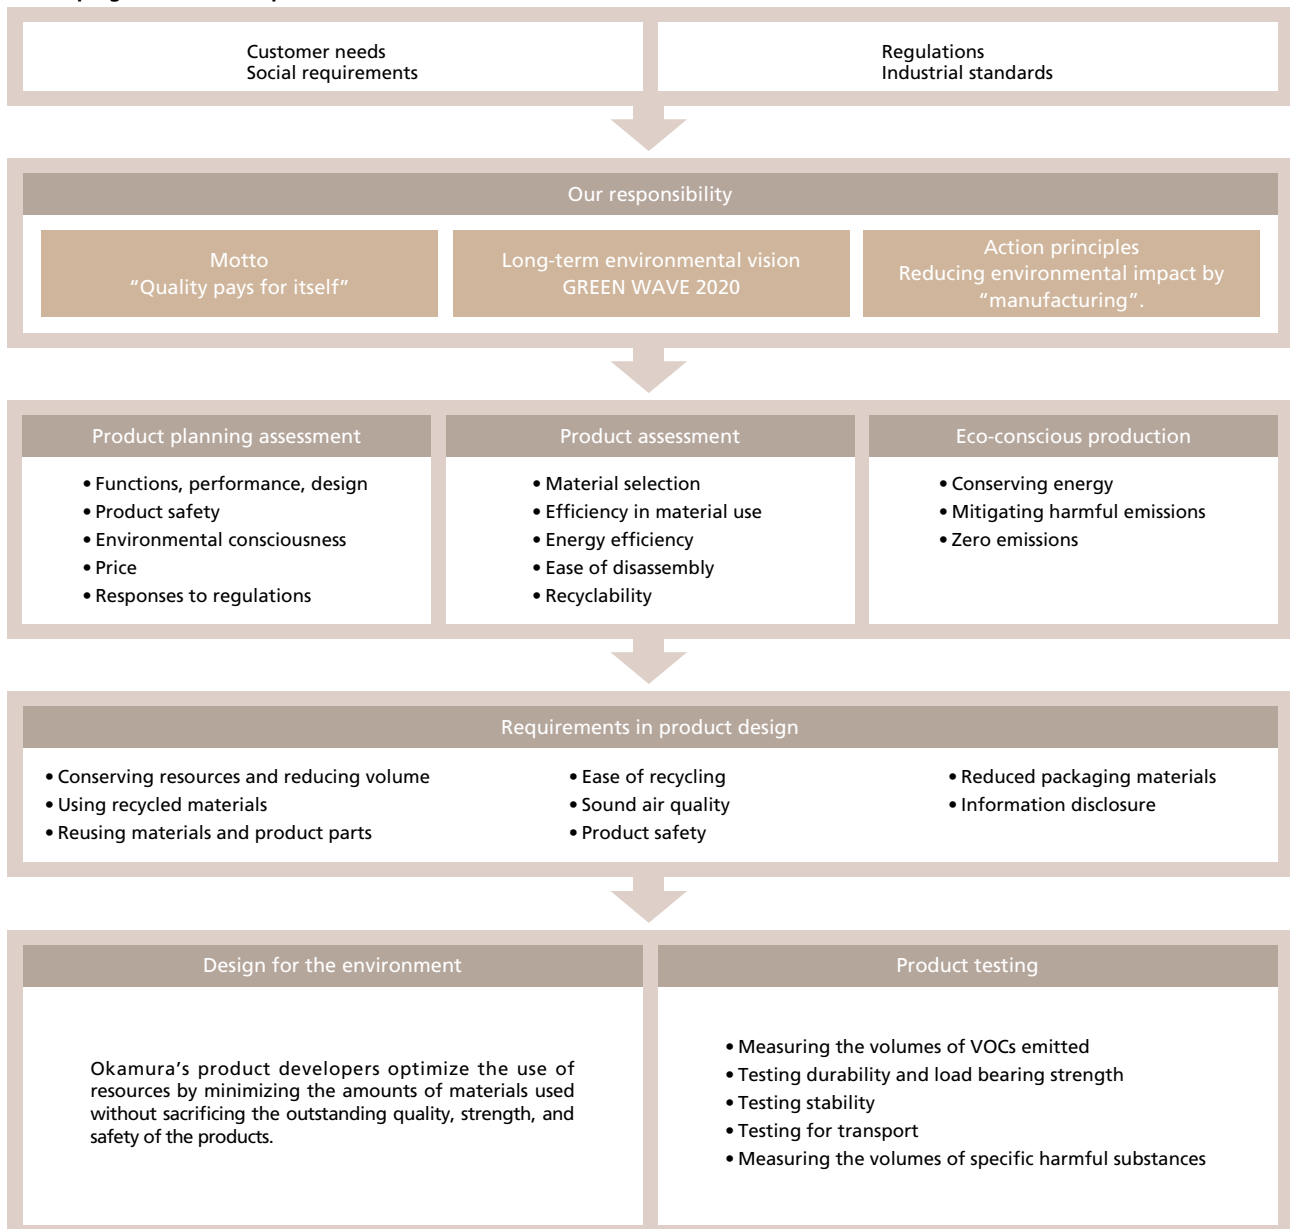 Customer needs
Social requirements
Regulations
Industrial standards
Our responsibility
Motto
“Quality pays for itself”
Long-term environmental vision
GREEN WAVE 2020
Action principles
Reducing environmental impact by
“manufacturing”.
Product planning assessment
• Functions, performance, design
• Product safety
• Environmental consciousness
• Price
• Responses to regulations
Product assessment
• Material selection
• Efficiency in material use
• Energy efficiency
• Ease of disassembly
• Recyclability
Eco-conscious production
• Conserving energy
• Mitigating harmful emissions
• Zero emissions
Requirements in product design
• Conserving resources and reducing volume
• Using recycled materials
• Reusing materials and product parts
• Ease of recycling
• Sound air quality
• Product safety
• Reduced packaging materials
• Information disclosure
Design for the environment
Okamura’s product developers optimize the use of
resources by minimizing the amounts of materials used
without sacrificing the outstanding quality, strength, and
safety of the products.
Product testing
• Measuring the volumes of VOCs emitted
• Testing durability and load bearing strength
• Testing stability
• Testing for transport
• Measuring the volumes of specific harmful substances